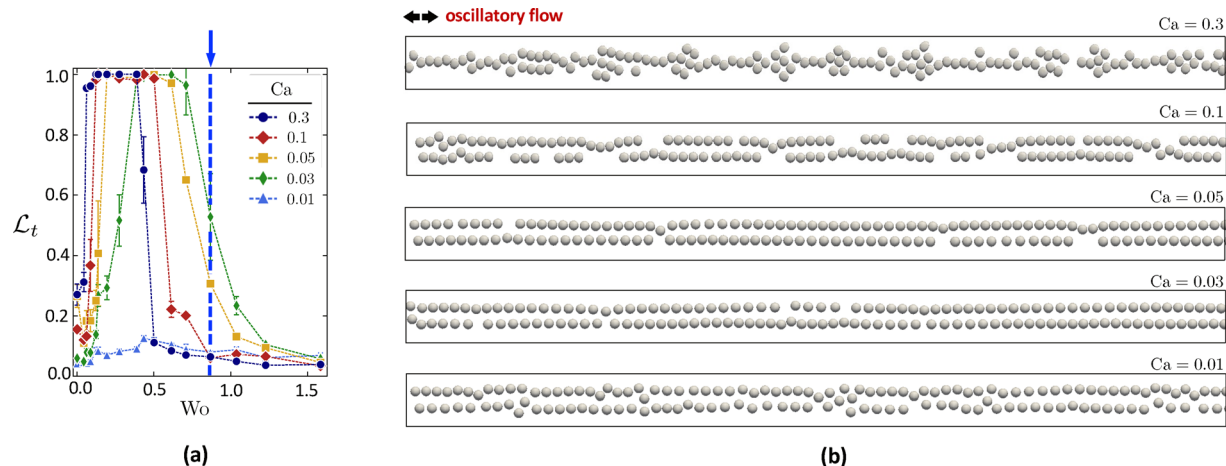 oscillatory flow
Ca = 0.3
Ca = 0.1
Ca = 0.05
Ca = 0.03
Ca = 0.01
1.0
0.8
0.6
0.4
0.2
0.0
ℒt
Ca
0.3
0.1
0.05
0.03
0.01
0.0
0.5
1.0
1.5
Wo
(a)
(b)